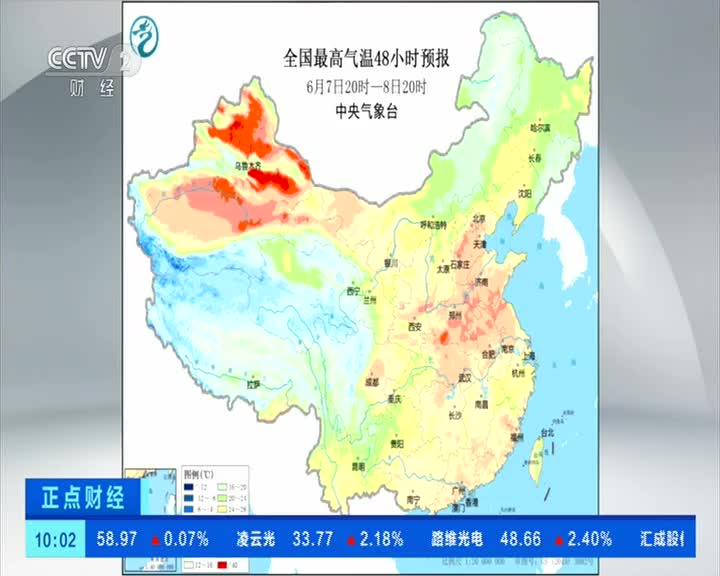 CCTV 2
财经
全国最高气温48小时预报
6月7日20时—8日20时
中央气象台
哈尔滨
长春
沈阳
乌鲁木齐
呼和浩特
北京
天津
银川
太原
石家庄
济南
西宁
兰州
西安
郑州
合肥
南京
上海
成都
武汉
杭州
拉萨
重庆
长沙
南昌
贵阳
福州
台北
昆明
南宁
广州
香港
澳门
图例(℃)
16~20
20~24
24~28
12~16
40
正点财经
10:02
58.97 ▲0.07% 凌云光 33.77 ▲2.18% 路维光电 48.66 ▲2.40% 汇成股份